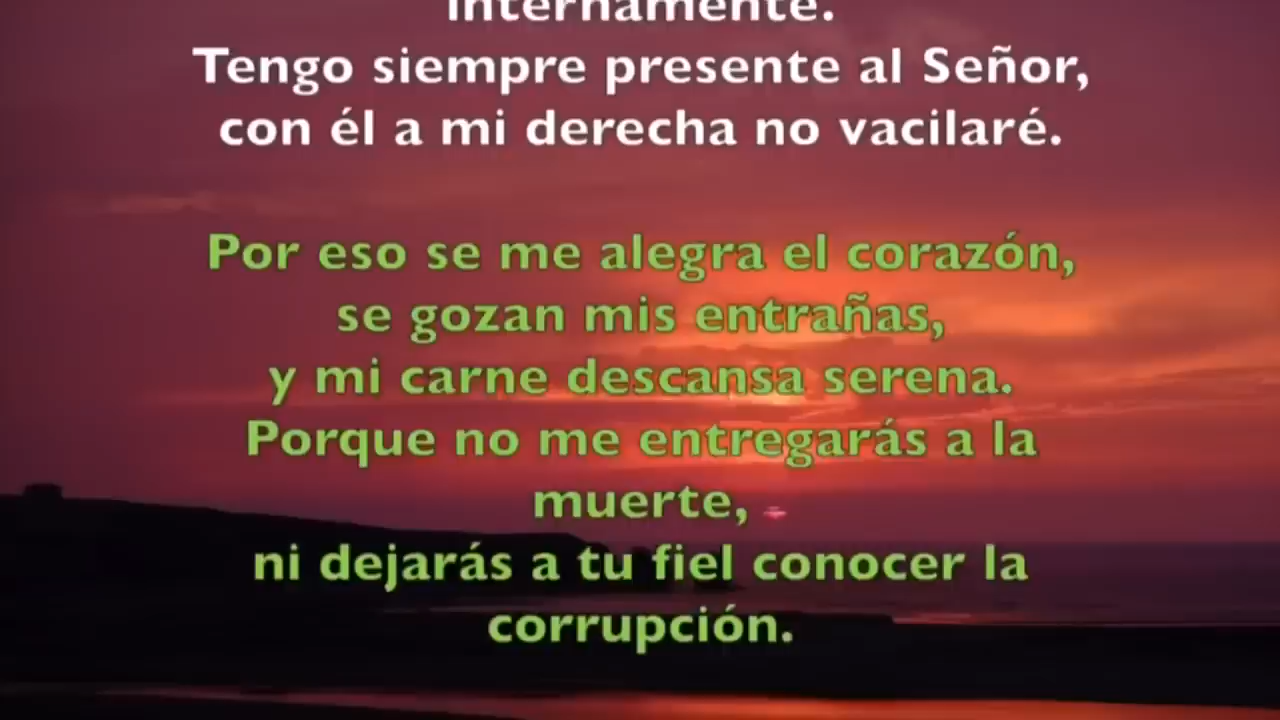 internamente.
Tengo siempre presente al Señor,
con él a mi derecha no vacilaré.
Por eso se me alegra el corazón,
se gozan mis entrañas,
y mi carne descansa serena.
Porque no me entregarás a la
muerte,
ni dejarás a tu fiel conocer la
corrupción.